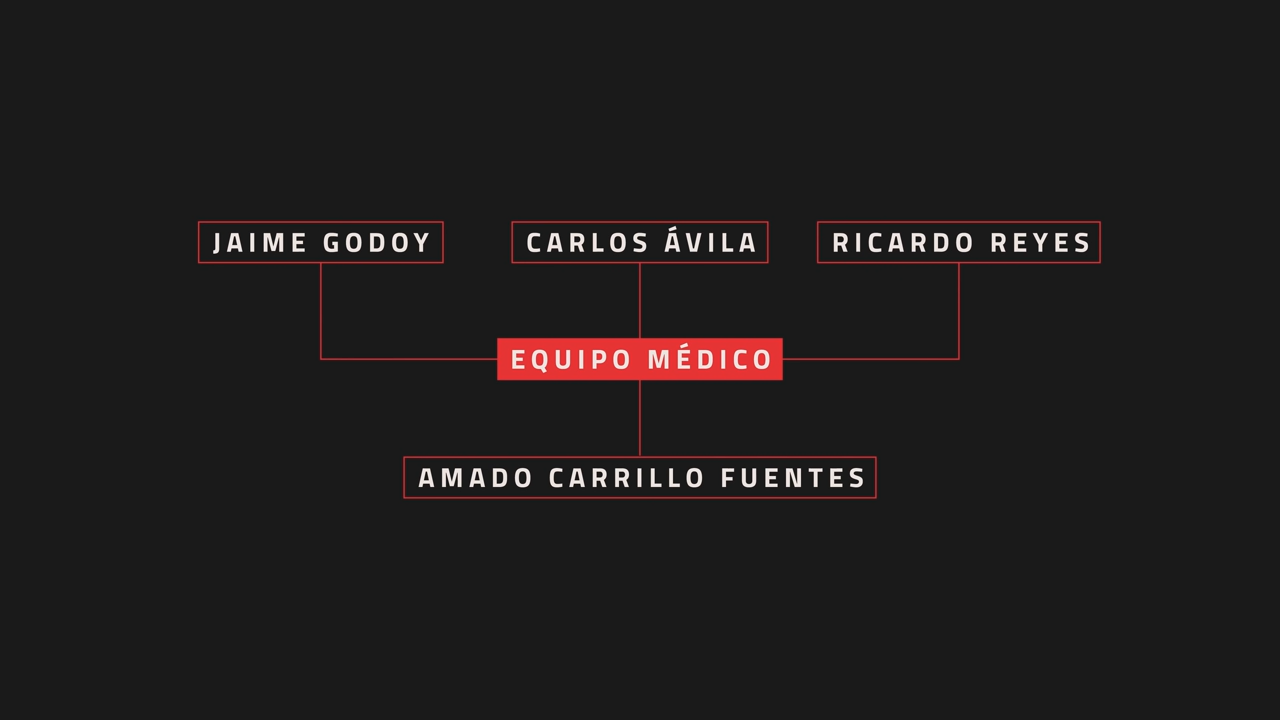 JAIME GODOY
CARLOS ÁVILA
RICARDO REYES
EQUIPO MÉDICO
AMADO CARRILLO FUENTES